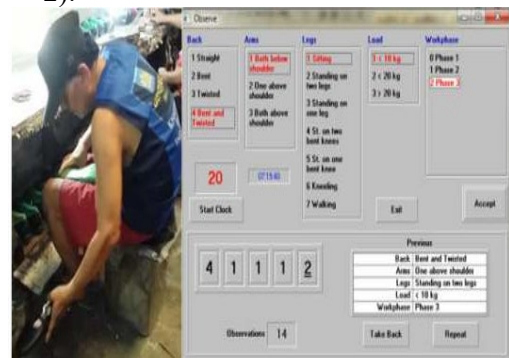 2).
Observe
Back
1 Straight
2 Bent
3 Twisted
4 Bent and
Twisted
Arms
1 Both below
shoulder
2 One above
shoulder
3 Both above
shoulder
Legs
1 Sitting
2 Standing on
two legs
3 Standing on
one leg
4 St. on two
bent knees
5 St. on one
bent knee
6 Kneeling
7 Walking
Load
1 < 10 kg
2 < 20 kg
3 > 20 kg
Workphase
0 Phase 1
1 Phase 2
2 Phase 3
20
Start Clock
Exit
Accept
4 1 1 1 2
Observations 14
Previous
Back Bent and Twisted
Arms One above shoulder
Legs Standing on two legs
Load < 10 kg
Workphase Phase 3
Take Back
Repeat